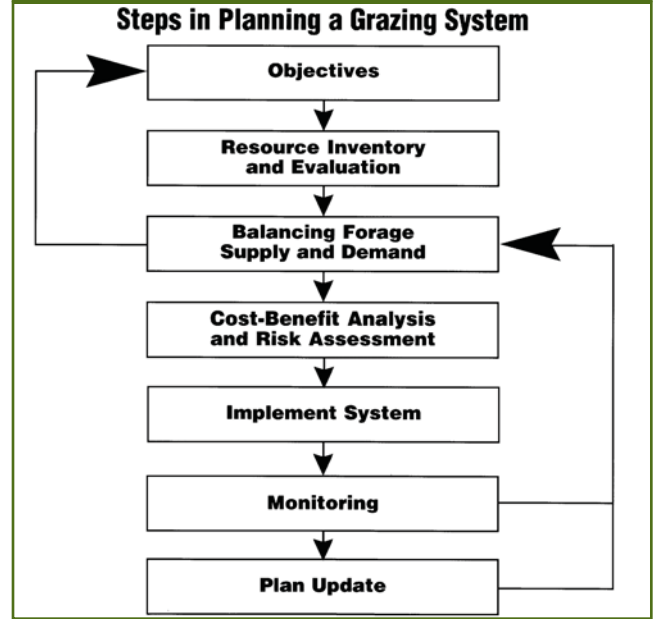 Steps in Planning a Grazing System
Objectives
Resource Inventory
and Evaluation
Balancing Forage
Supply and Demand
Cost-Benefit Analysis
and Risk Assessment
Implement System
Monitoring
Plan Update